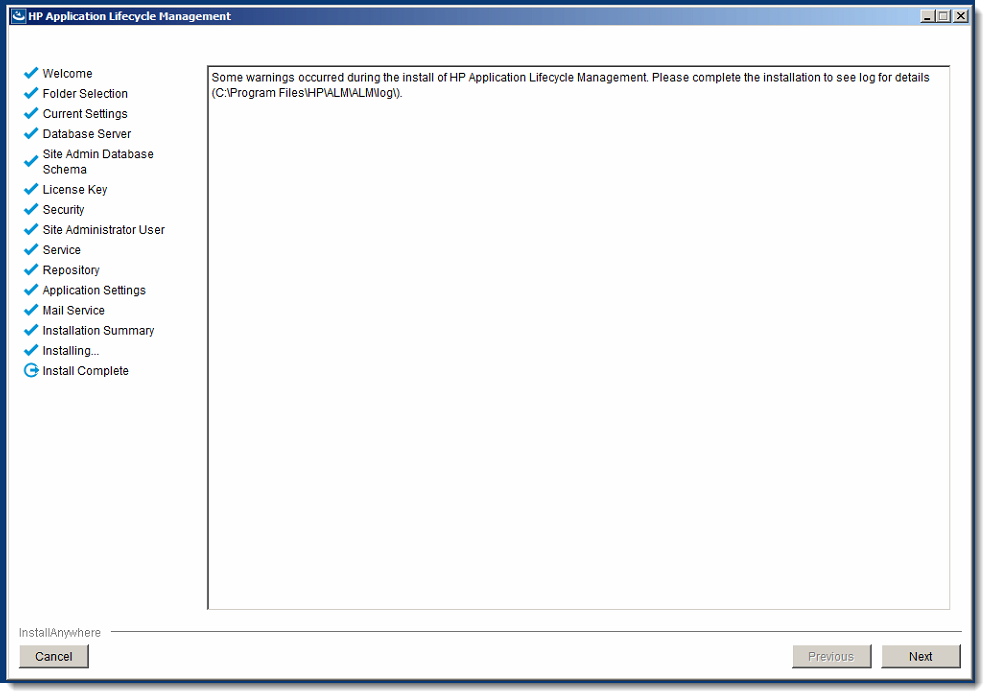 HP Application Lifecycle Management
Welcome
Folder Selection
Current Settings
Database Server
Site Admin Database
Schema
License Key
Security
Site Administrator User
Service
Repository
Application Settings
Mail Service
Installation Summary
Installing...
Install Complete
Some warnings occurred during the install of HP Application Lifecycle Management. Please complete the installation to see log for details
(C:\Program Files\HP\ALM\ALM\log\).
InstallAnywhere
Cancel
Previous
Next